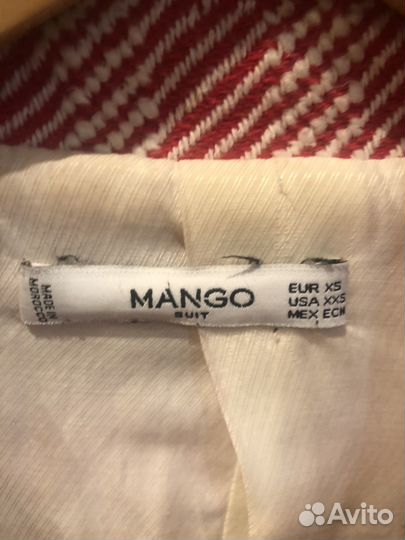 MADE IN
MOROCCO
MANGO
SUIT
EUR XS
USA XXS
MEX ECH
Avito